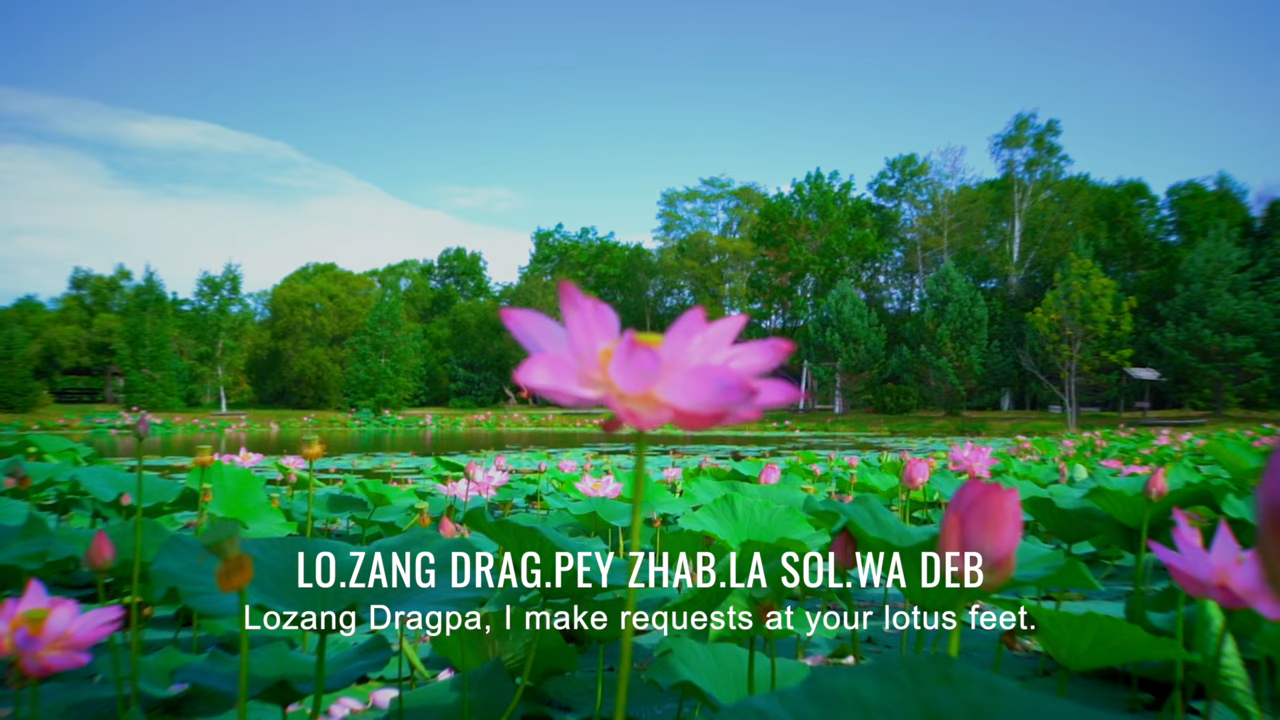 LO.ZANG DRAG.PEY ZHAB.LA SOL.WA DEB
Lozang Dragpa, I make requests at your lotus feet.